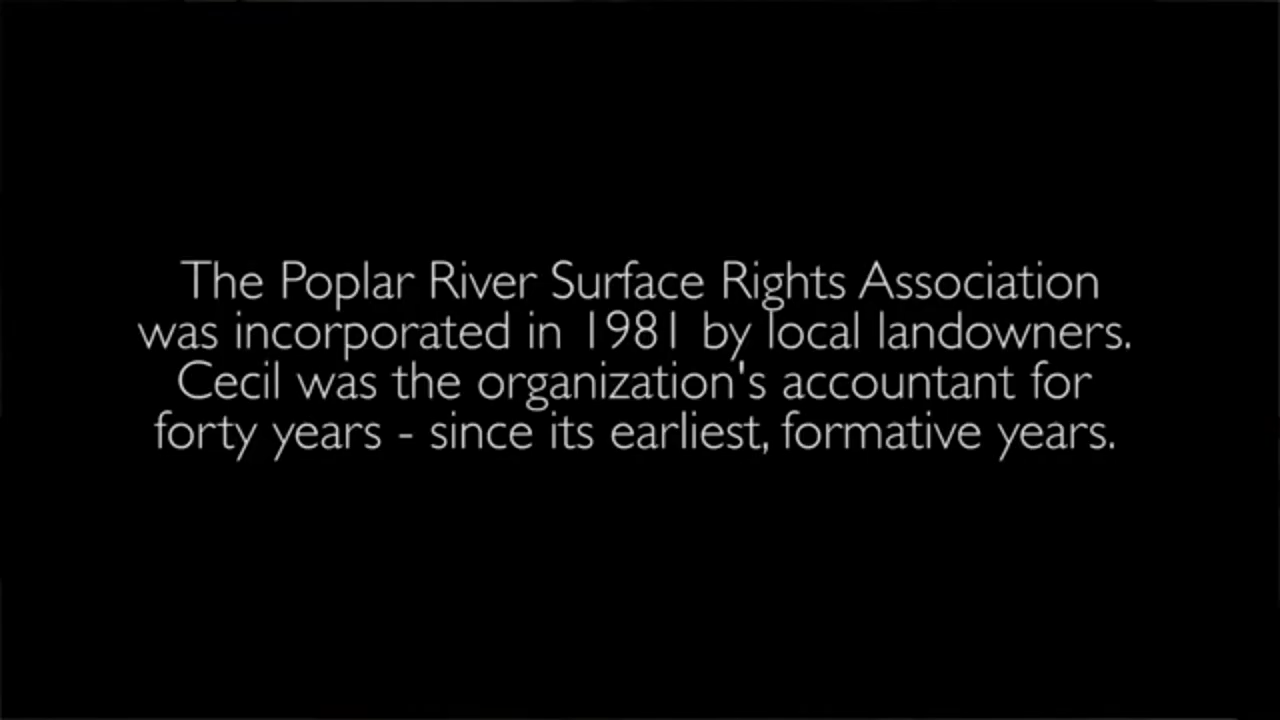 The Poplar River Surface Rights Association
was incorporated in 1981 by local landowners.
Cecil was the organization's accountant for
forty years - since its earliest, formative years.